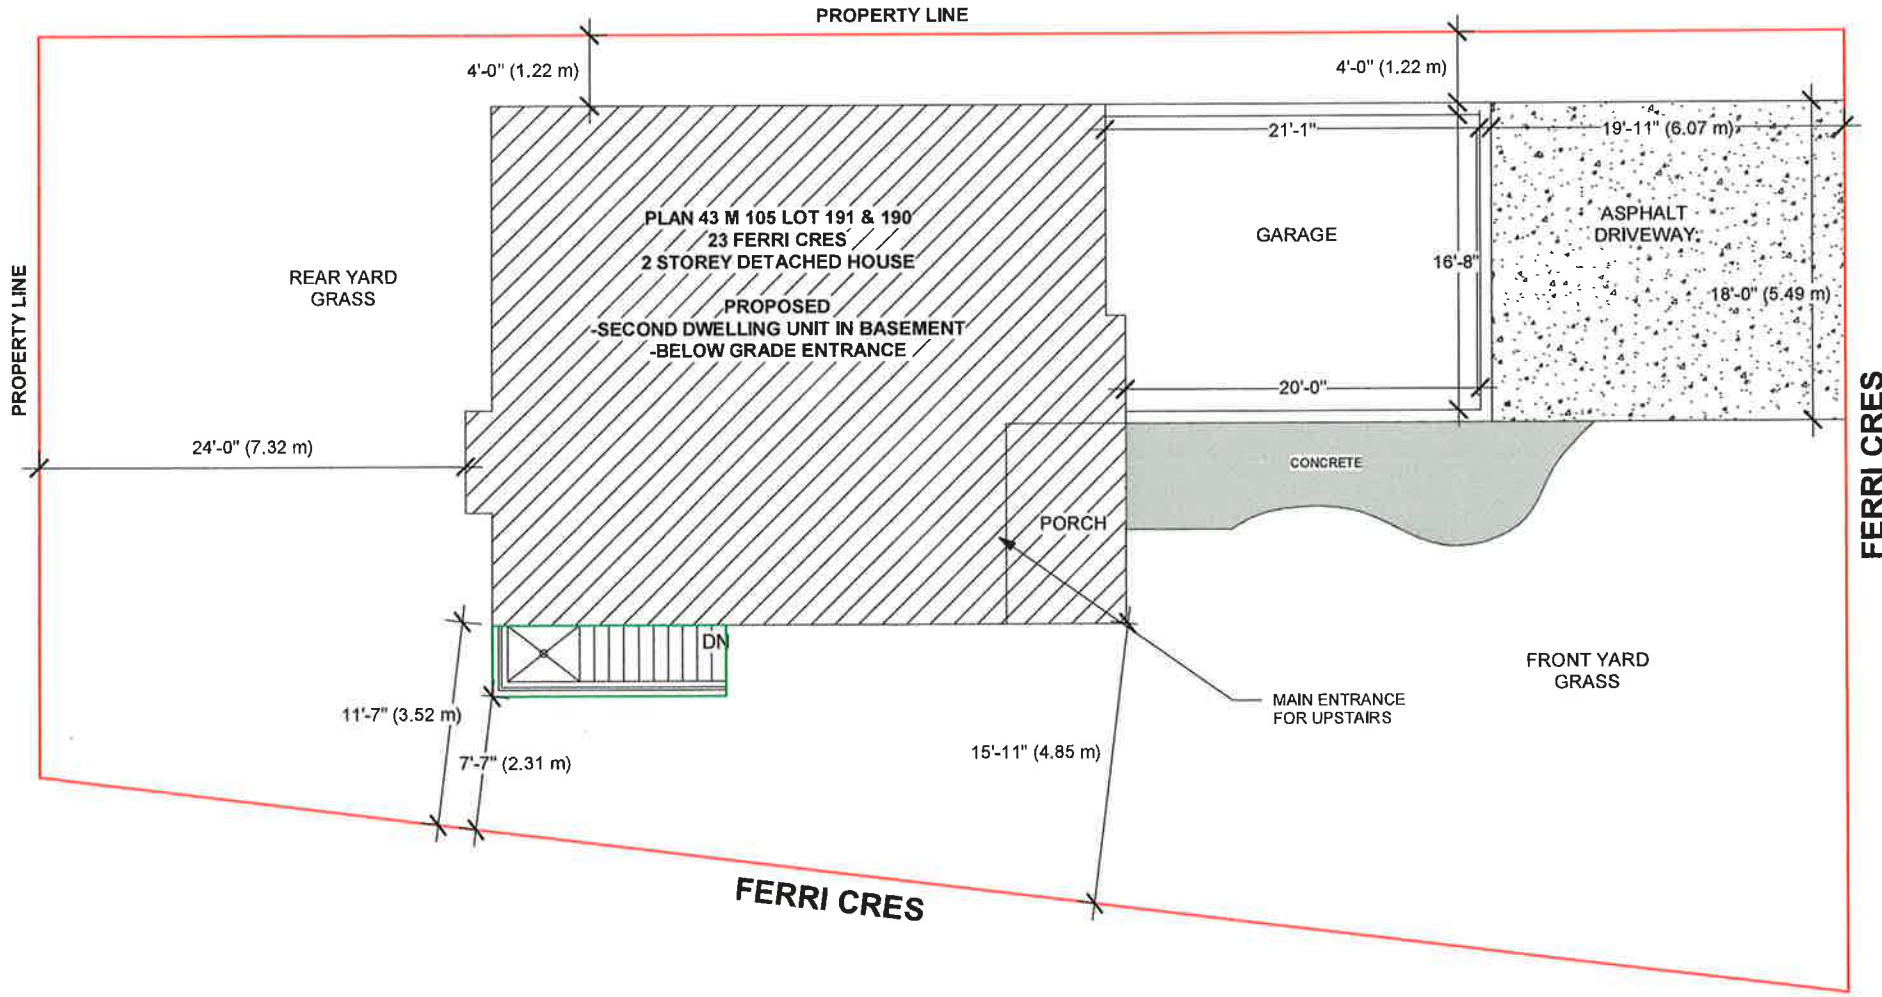 PROPERTY LINE
4'-0" (1.22 m)
4'-0" (1.22 m)
21'-1"
19'-11" (6.07 m)
PLAN 43 M 105 LOT 191 & 190
23 FERRI CRES
2 STOREY DETACHED HOUSE
PROPOSED
-SECOND DWELLING UNIT IN BASEMENT
-BELOW GRADE ENTRANCE
GARAGE
ASPHALT
DRIVEWAY
16'-8"
18'-0" (5.49 m)
REAR YARD
GRASS
PROPERTY LINE
20'-0"
24'-0" (7.32 m)
CONCRETE
FERRI CRES
PORCH
DN
FRONT YARD
GRASS
MAIN ENTRANCE
FOR UPSTAIRS
11'-7" (3.52 m)
7'-7" (2.31 m)
15'-11" (4.85 m)
FERRI CRES